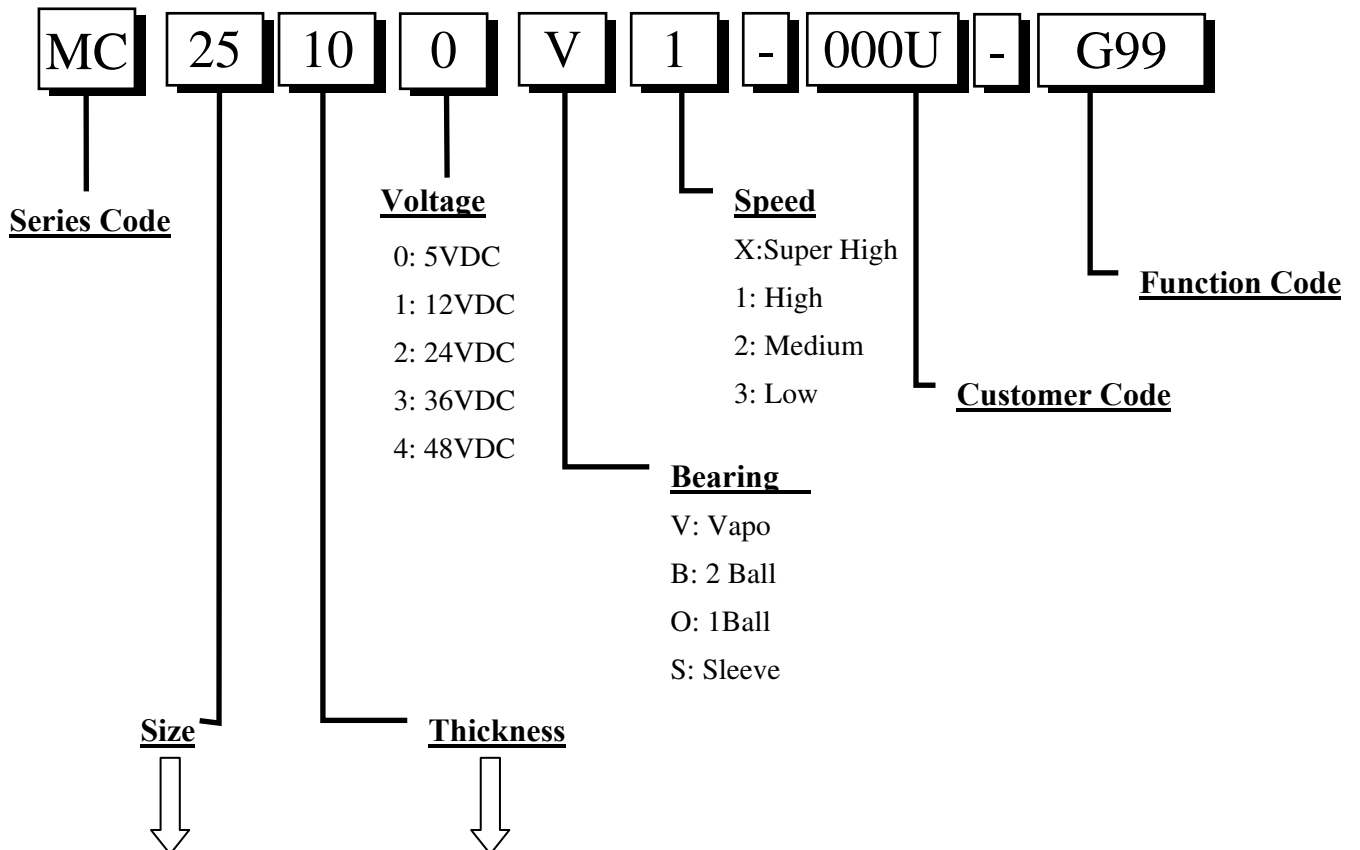 MC 25 10 0 V 1 - 000U - G99
Series Code
Voltage
0: 5VDC
1: 12VDC
2: 24VDC
3: 36VDC
4: 48VDC
Speed
X:Super High
1: High
2: Medium
3: Low
Function Code
Customer Code
Bearing
V: Vapo
B: 2 Ball
O: 1Ball
S: Sleeve
Size
Thickness